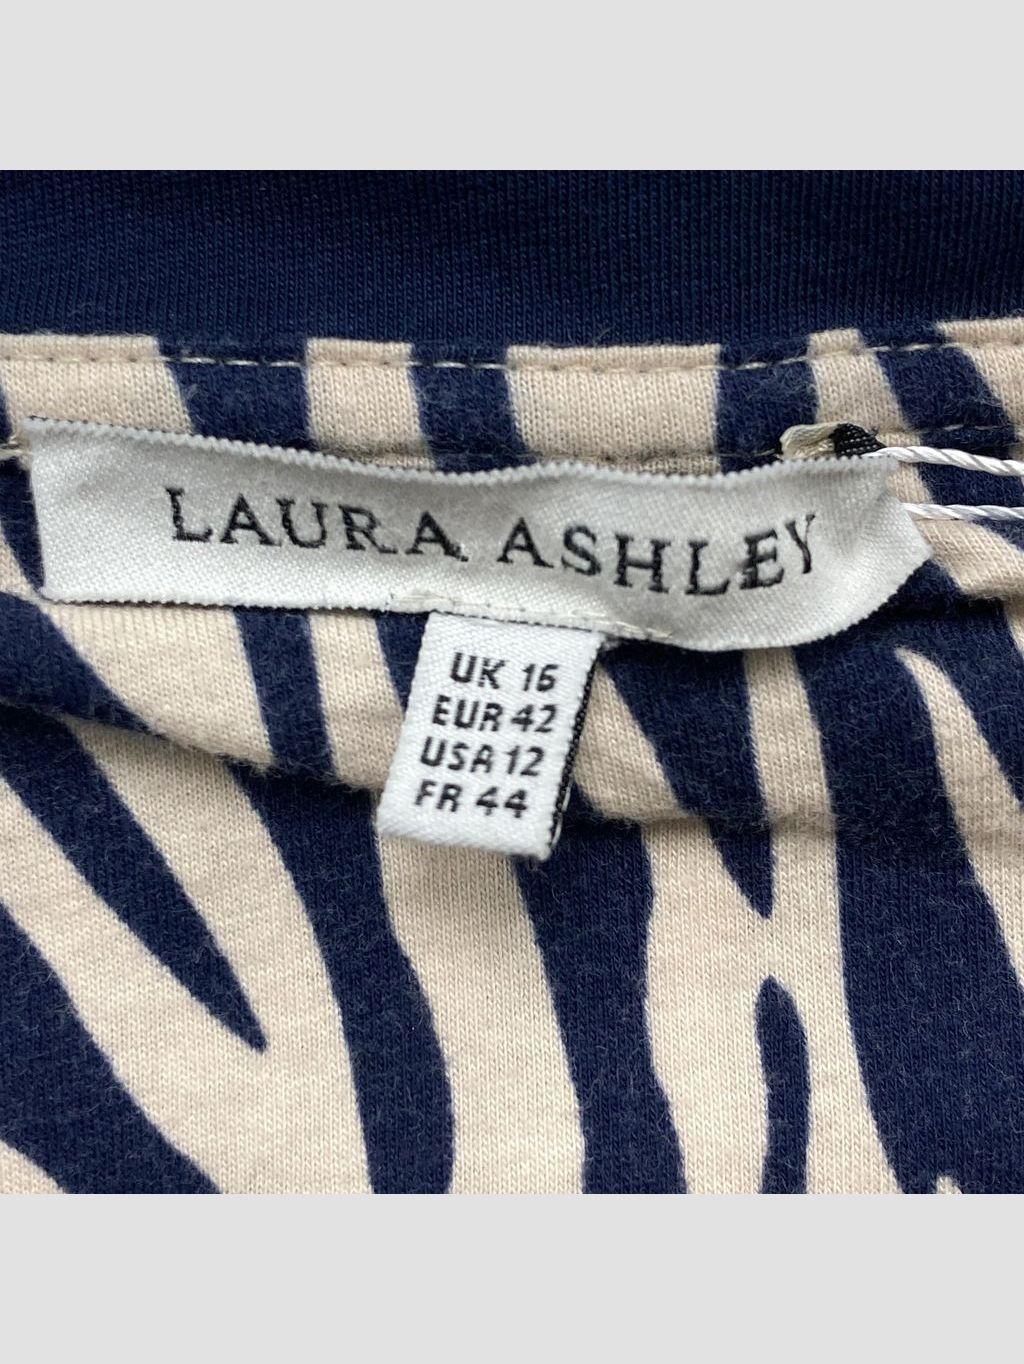 LAURA ASHLEY
UK 16
EUR 42
USA 12
FR 44